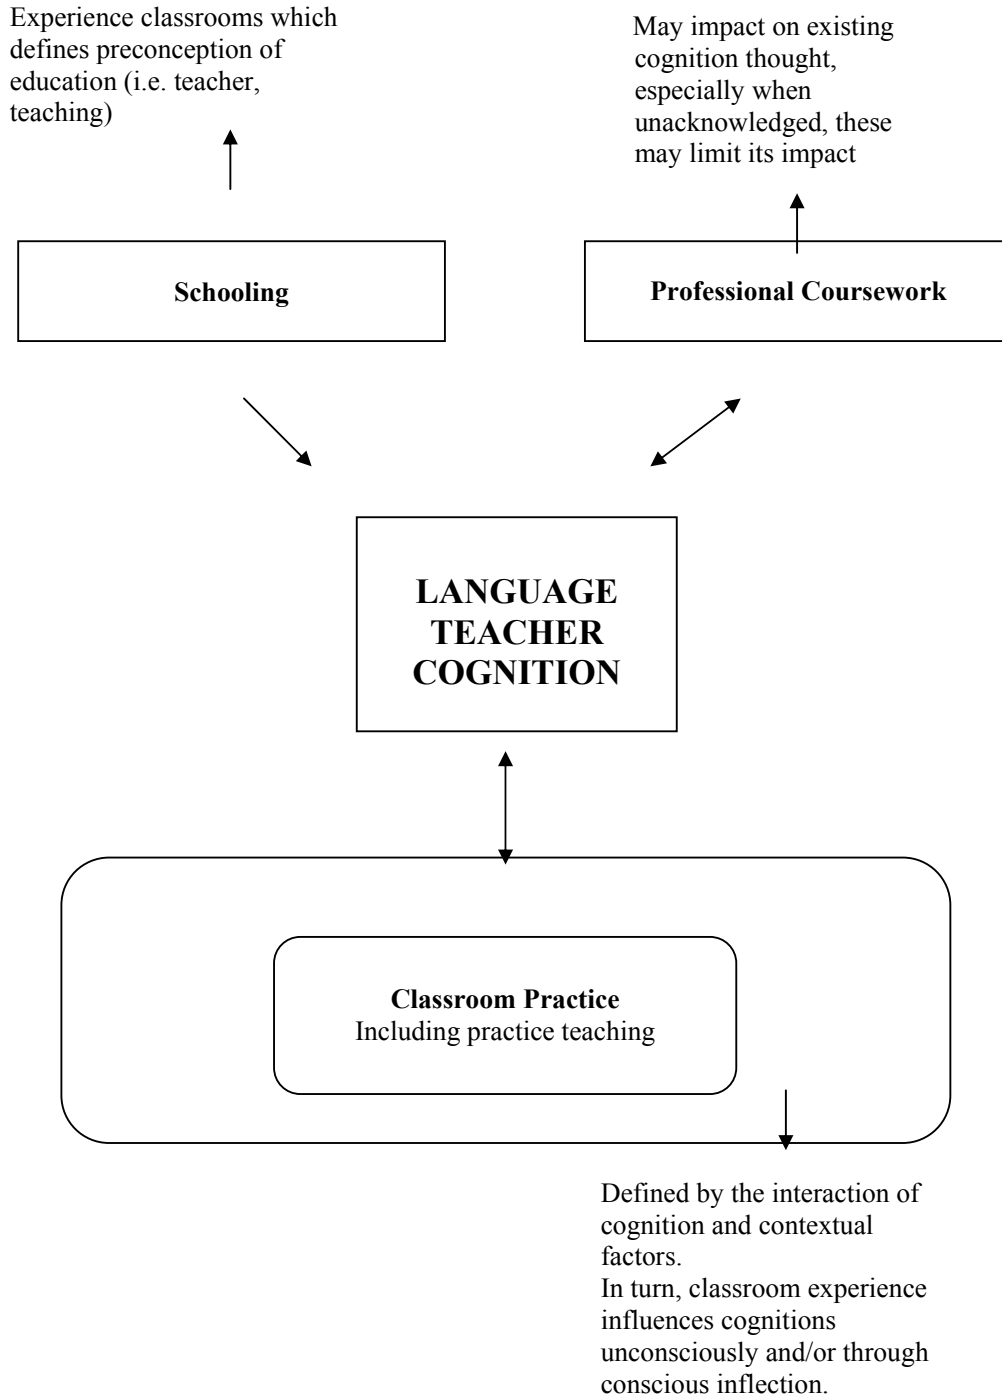 Experience classrooms which
defines preconception of
education (i.e. teacher,
teaching)
May impact on existing
cognition thought,
especially when
unacknowledged, these
may limit its impact
Schooling
Professional Coursework
LANGUAGE
TEACHER
COGNITION
Classroom Practice
Including practice teaching
Defined by the interaction of
cognition and contextual
factors.
In turn, classroom experience
influences cognitions
unconsciously and/or through
conscious inflection.